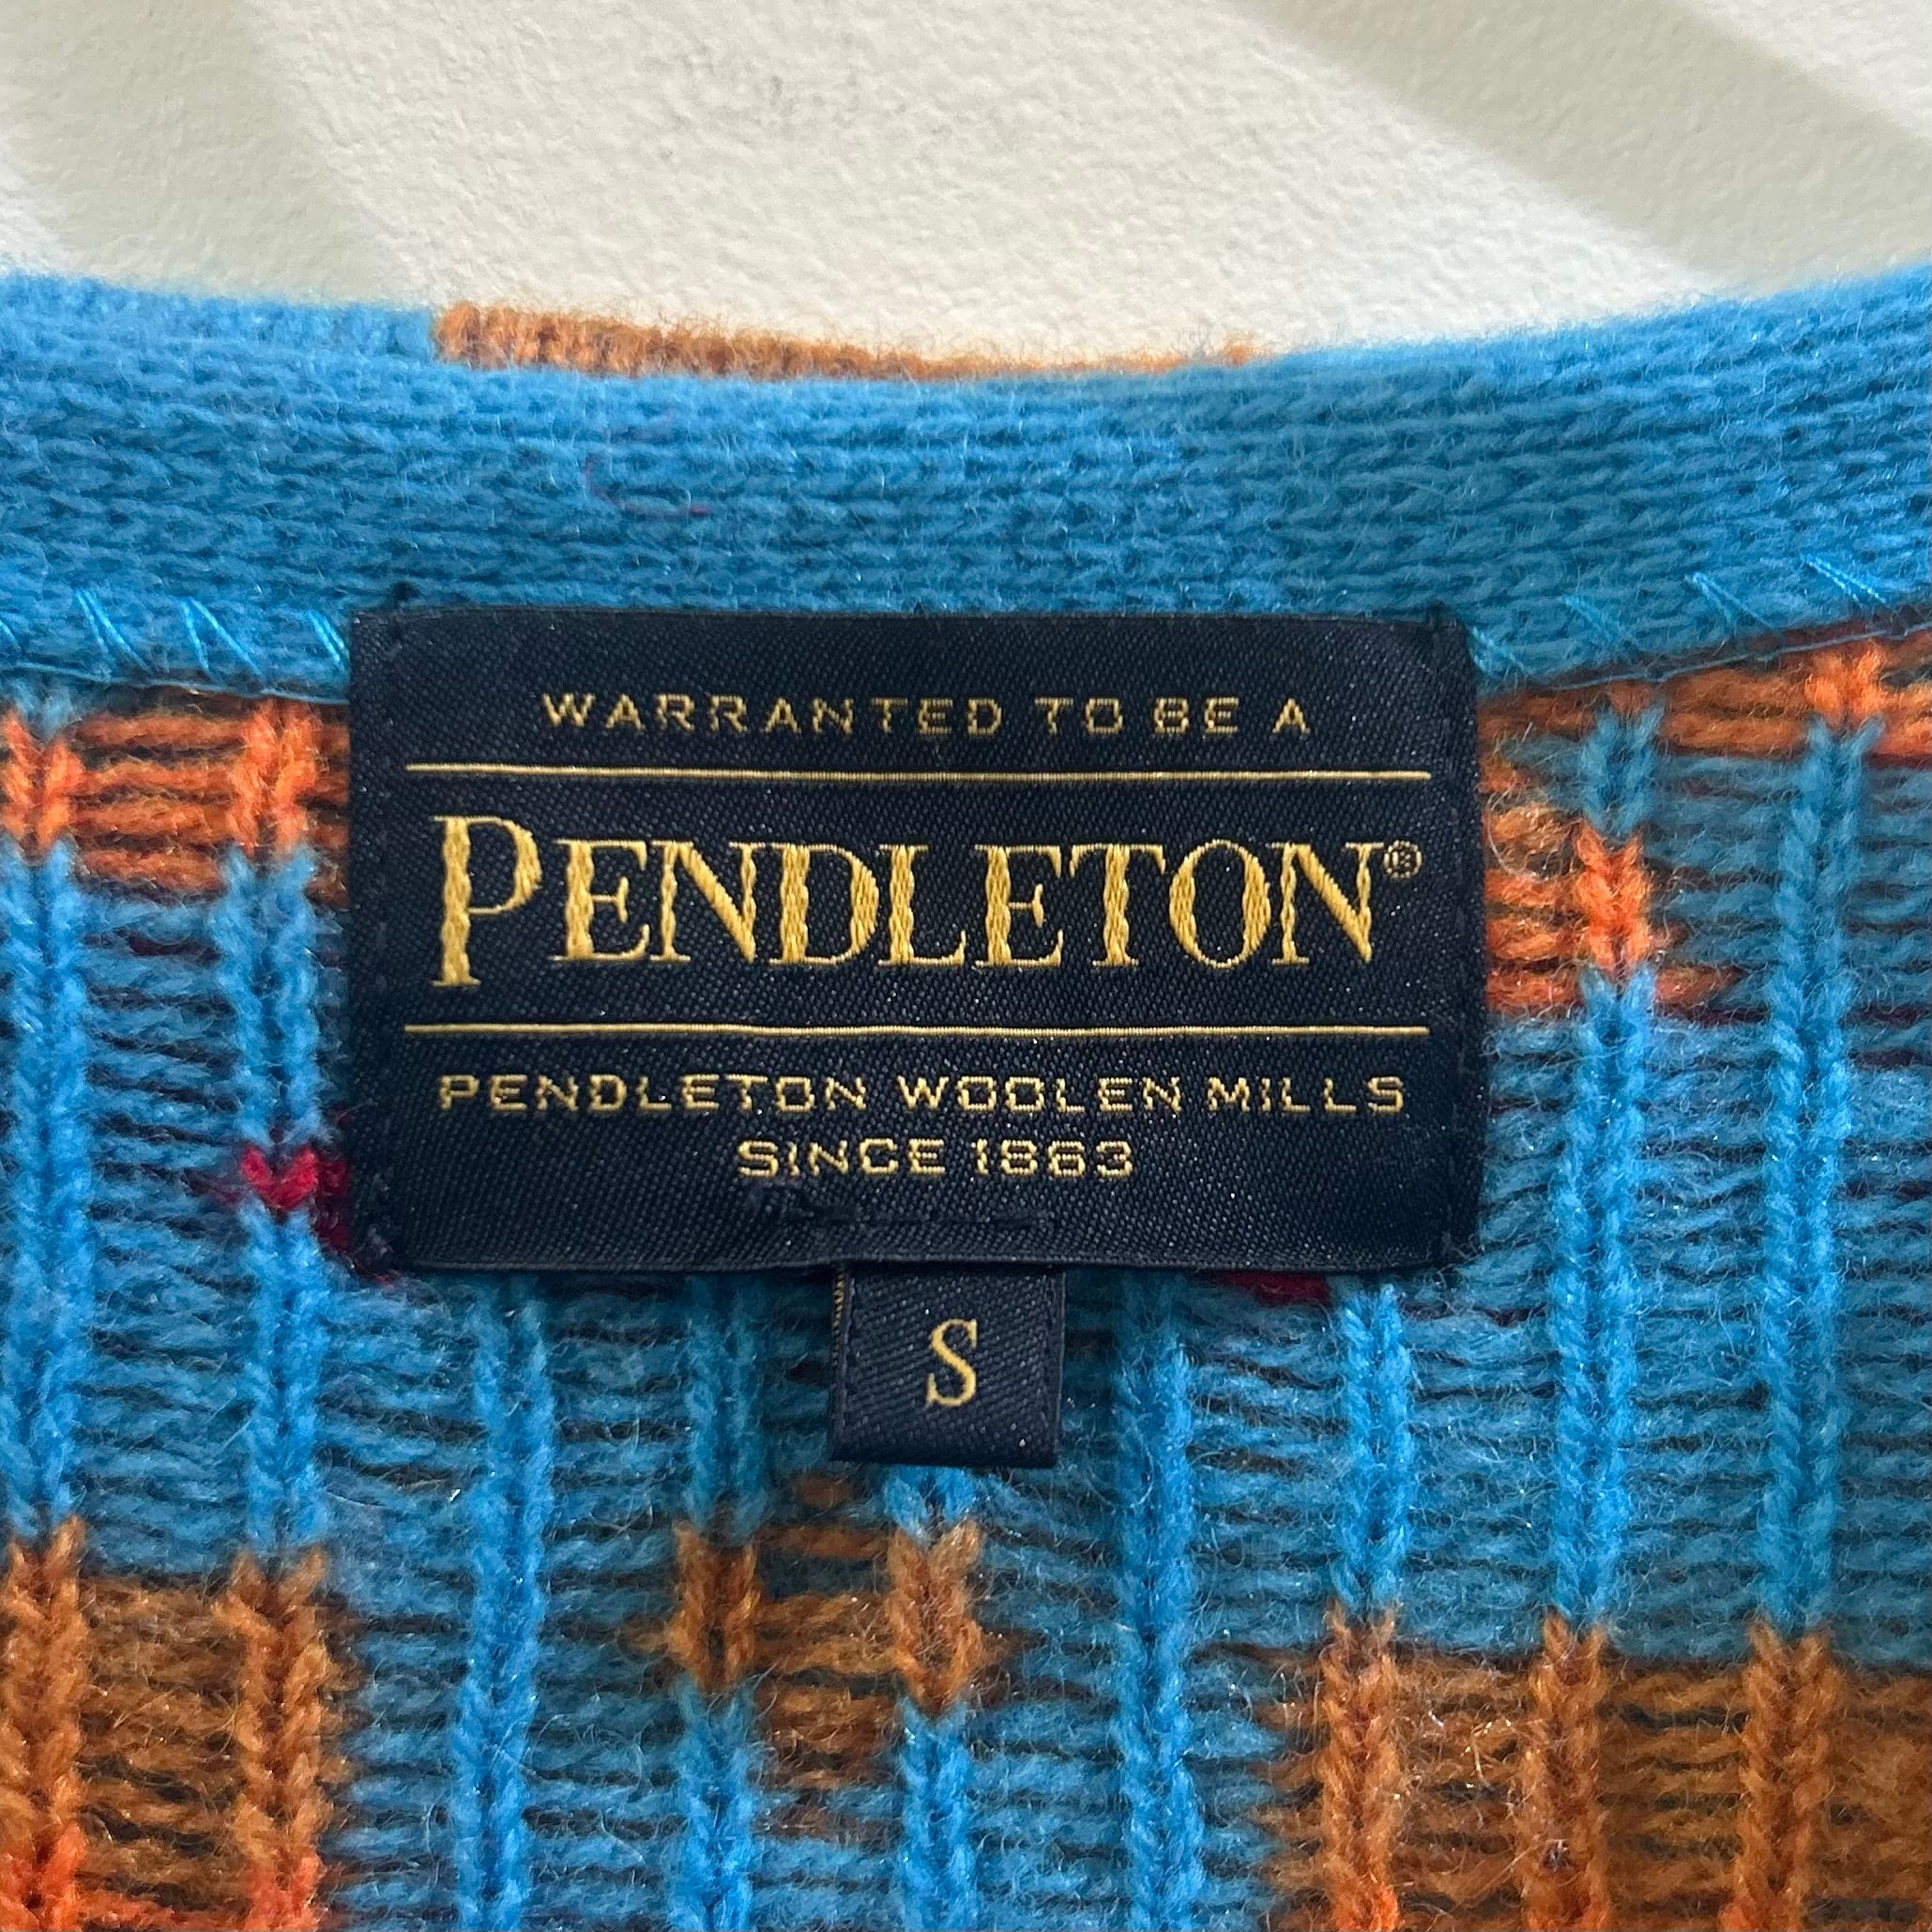 WARRANTED TO BE A
PENDLETON®
PENDLETON WOOLEN MILLS
SINCE 1863
S